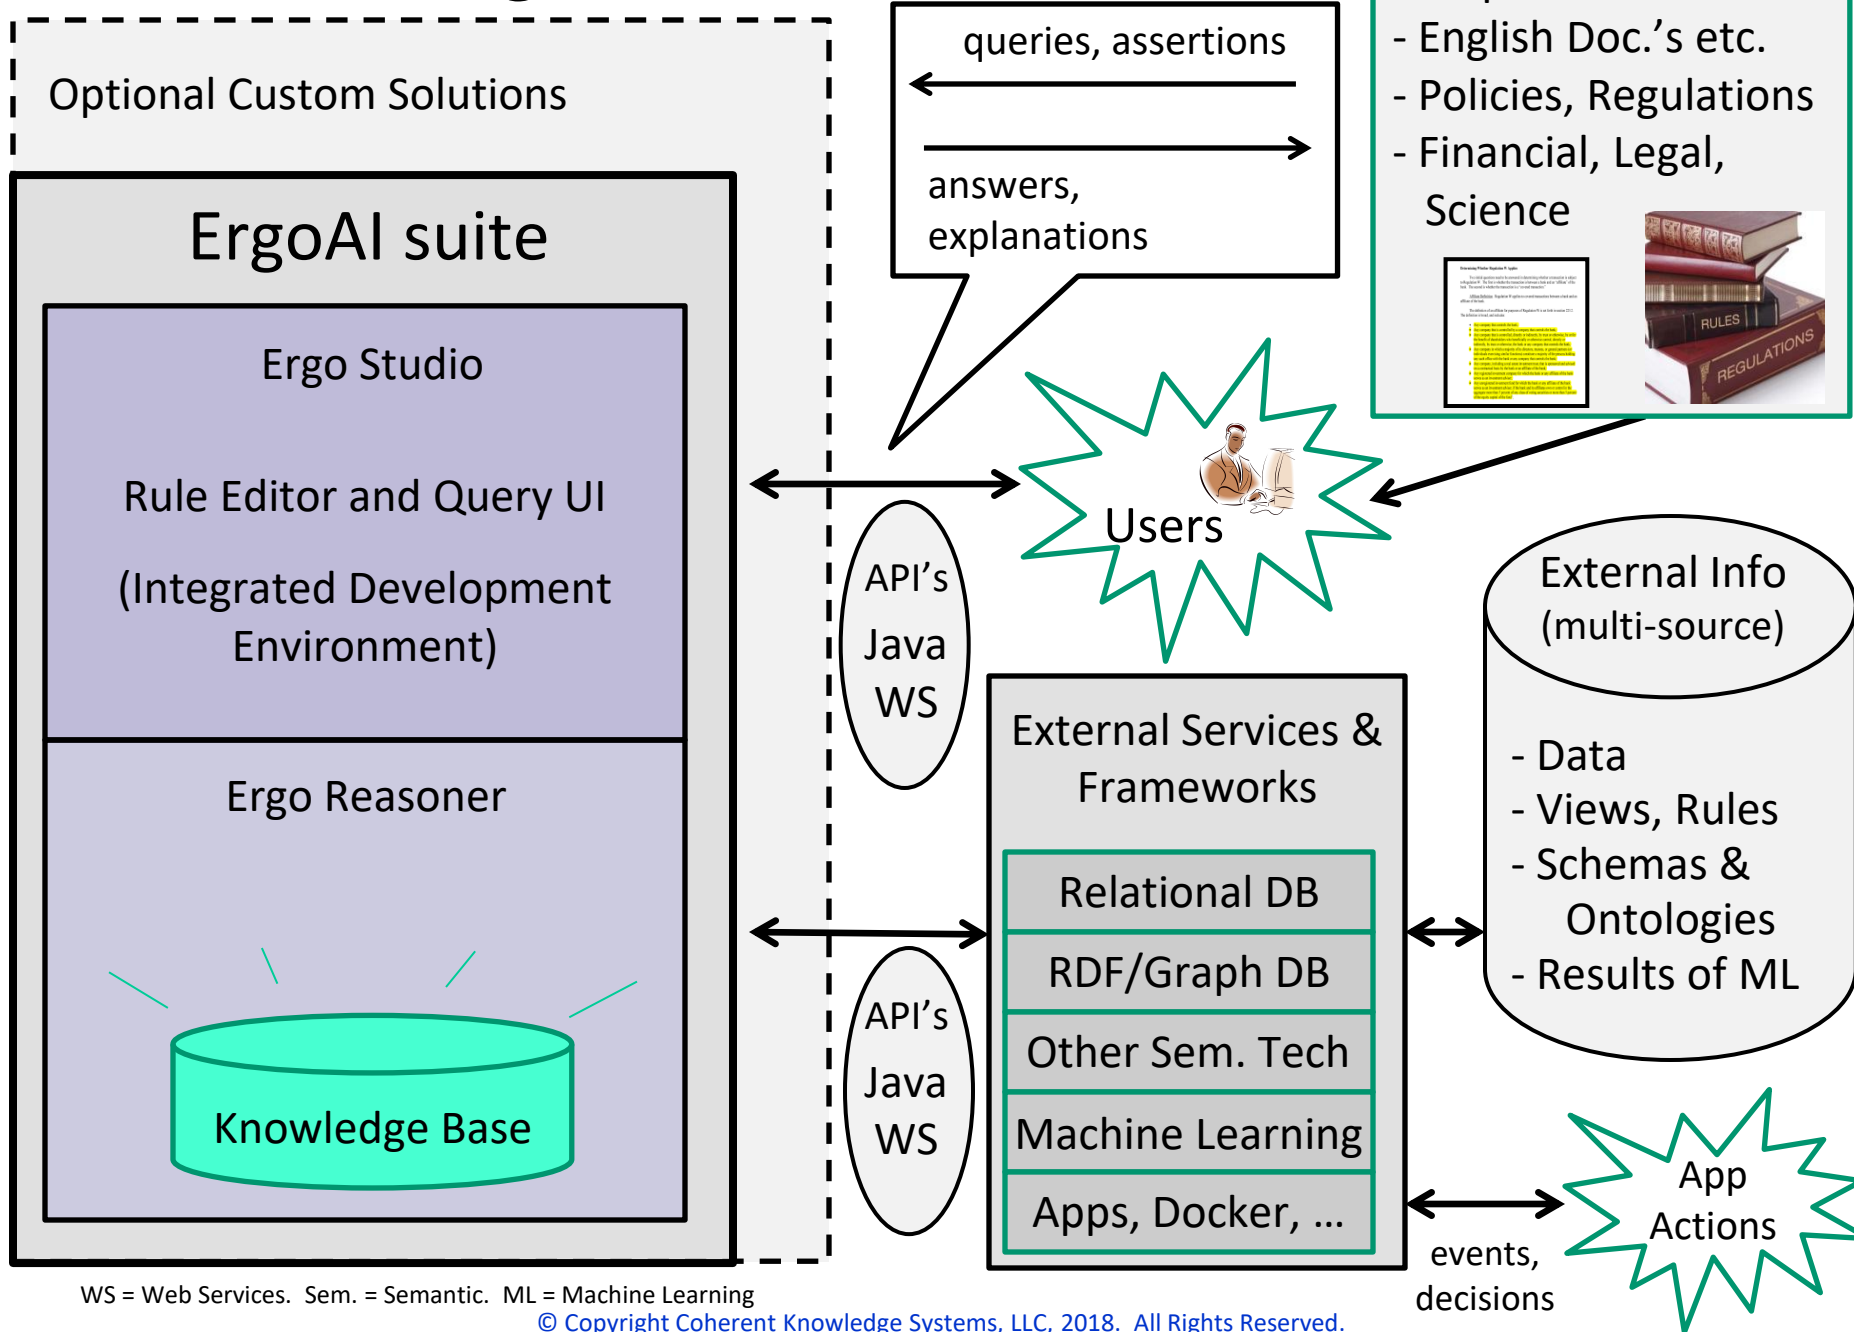 Optional Custom Solutions
ErgoAI suite
Ergo Studio
Rule Editor and Query UI
(Integrated Development
Environment)
Ergo Reasoner
Knowledge Base
queries, assertions
answers,
explanations
- English Doc.'s etc.
- Policies, Regulations
- Financial, Legal,
Science
RULES
REGULATIONS
Users
API's
Java
WS
External Info
(multi-source)
- Data
- Views, Rules
- Schemas &
Ontologies
- Results of ML
External Services &
Frameworks
Relational DB
RDF/Graph DB
Other Sem. Tech
Machine Learning
Apps, Docker, ...
API's
Java
WS
App
Actions
events,
decisions
WS = Web Services.  Sem. = Semantic.  ML = Machine Learning
© Copyright Coherent Knowledge Systems, LLC, 2018.  All Rights Reserved.